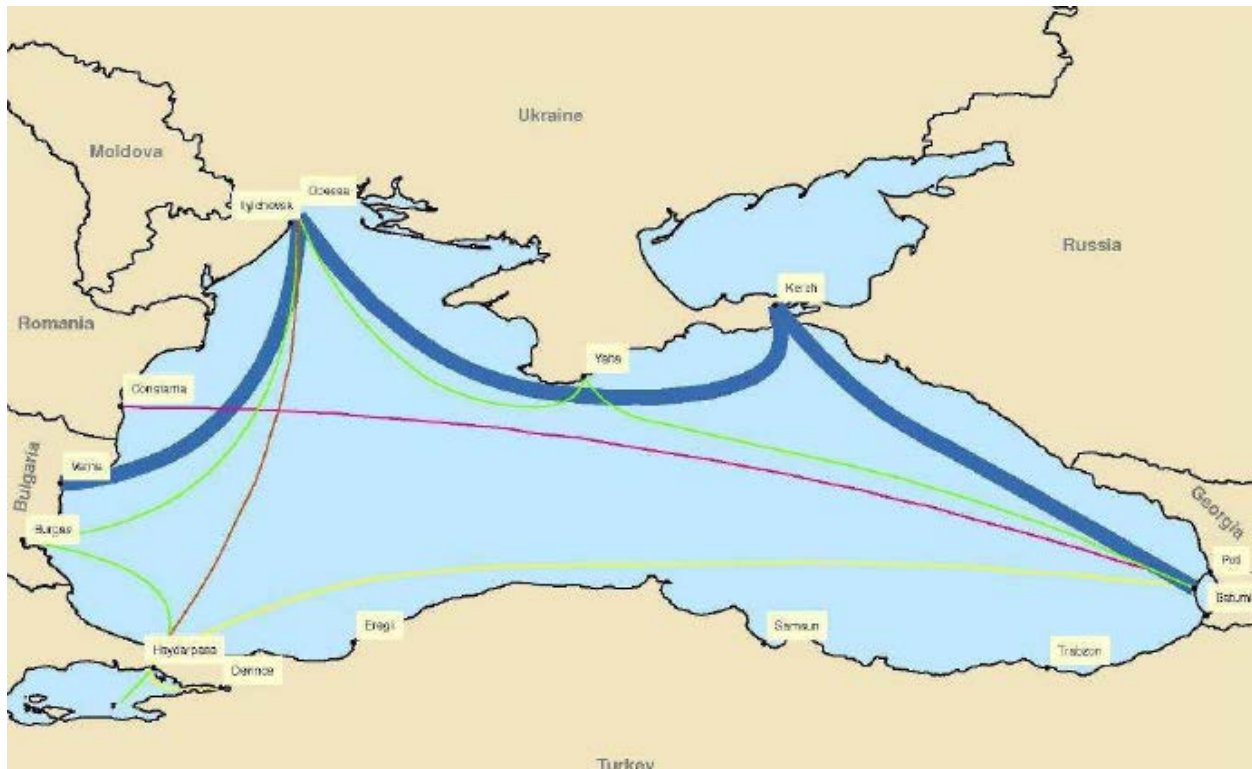 Ukraine
Moldova
Odessa
Ilyichevsk
Russia
Kerch
Romania
Yalta
Constanta
Varna
Bulgaria
Georgia
Burgas
Poti
Batumi
Eregli
Samsun
Haydarpasa
Trabzon
Derince
Turkey